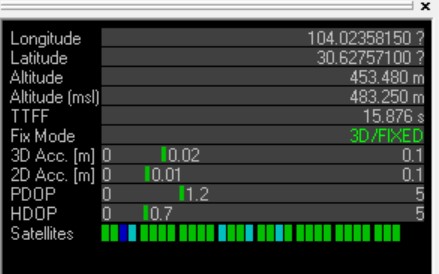 Longitude 104.02358150 ?
Latitude 30.62757100 ?
Altitude 453.480 m
Altitude (msl) 483.250 m
TTFF 15.876 s
Fix Mode 3D/FIXED
3D Acc. [m] 0 0.02 0.1
2D Acc. [m] 0 0.01 0.1
PDOP 0 1.2 5
HDOP 0 0.7 5
Satellites